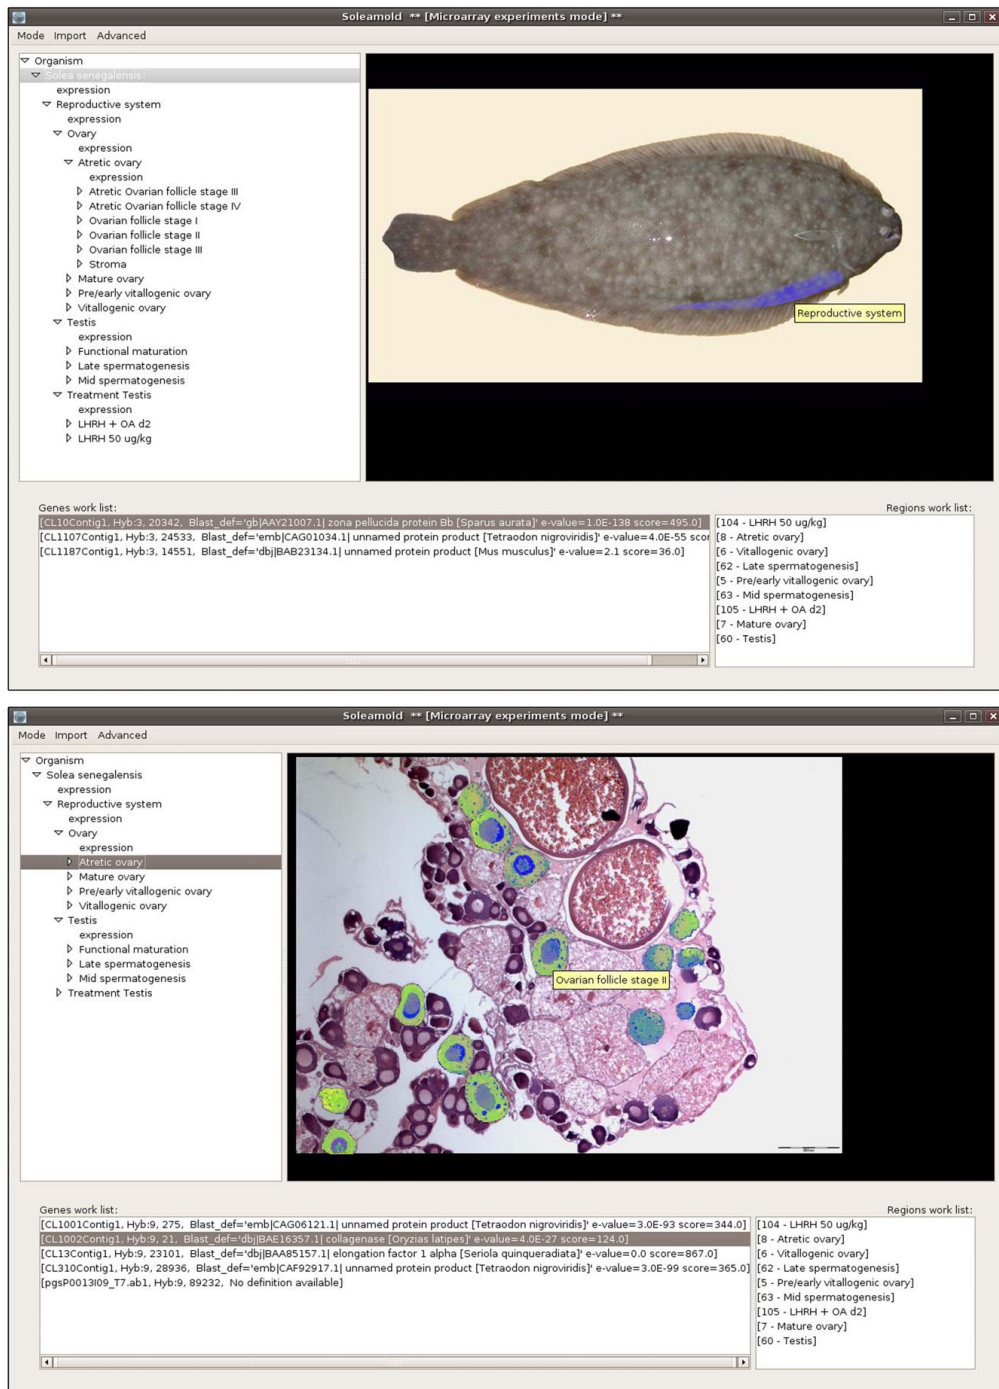 Soleamold ** [Microarray experiments mode] **
Mode Import Advanced
Organism
Solea senegalensis
expression
Reproductive system
expression
Ovary
expression
Atretic ovary
expression
Atretic Ovarian follicle stage III
Atretic Ovarian follicle stage IV
Ovarian follicle stage I
Ovarian follicle stage II
Ovarian follicle stage III
Stroma
Mature ovary
Pre/early vitallogenic ovary
Vitallogenic ovary
Testis
expression
Functional maturation
Late spermatogenesis
Mid spermatogenesis
Treatment Testis
expression
LHRH + OA d2
LHRH 50 ug/kg
Reproductive system
Genes work list:
[CL10Contig1, Hyb:3, 20342, Blast_def='gb|AAY21007.1| zona pellucida protein Bb [Sparus aurata]' e-value=1.0E-138 score=495.0]
[CL1107Contig1, Hyb:3, 24533, Blast_def='emb|CAG01034.1| unnamed protein product [Tetraodon nigroviridis]' e-value=4.0E-55 scor
[CL1187Contig1, Hyb:3, 14551, Blast_def='dbj|BAB23134.1| unnamed protein product [Mus musculus]' e-value=2.1 score=36.0]
Regions work list:
[104 - LHRH 50 ug/kg]
[8 - Atretic ovary]
[6 - Vitallogenic ovary]
[62 - Late spermatogenesis]
[5 - Pre/early vitallogenic ovary]
[63 - Mid spermatogenesis]
[105 - LHRH + OA d2]
[7 - Mature ovary]
[60 - Testis]
Soleamold ** [Microarray experiments mode] **
Mode Import Advanced
Organism
Solea senegalensis
expression
Reproductive system
expression
Ovary
expression
Atretic ovary
Mature ovary
Pre/early vitallogenic ovary
Vitallogenic ovary
Testis
expression
Functional maturation
Late spermatogenesis
Mid spermatogenesis
Treatment Testis
Ovarian follicle stage II
Genes work list:
[CL1001Contig1, Hyb:9, 275, Blast_def='emb|CAG06121.1| unnamed protein product [Tetraodon nigroviridis]' e-value=3.0E-93 score=344.0]
[CL1002Contig1, Hyb:9, 21, Blast_def='dbj|BAE16357.1| collagenase [Oryzias latipes]' e-value=4.0E-27 score=124.0]
[CL13Contig1, Hyb:9, 23101, Blast_def='dbj|BAA85157.1| elongation factor 1 alpha [Seriola quinqueradiata]' e-value=0.0 score=867.0]
[CL310Contig1, Hyb:9, 28936, Blast_def='emb|CAF92917.1| unnamed protein product [Tetraodon nigroviridis]' e-value=3.0E-99 score=365.0]
[pgsP0013I09_T7.ab1, Hyb:9, 89232, No definition available]
Regions work list:
[104 - LHRH 50 ug/kg]
[8 - Atretic ovary]
[6 - Vitallogenic ovary]
[62 - Late spermatogenesis]
[5 - Pre/early vitallogenic ovary]
[63 - Mid spermatogenesis]
[105 - LHRH + OA d2]
[7 - Mature ovary]
[60 - Testis]